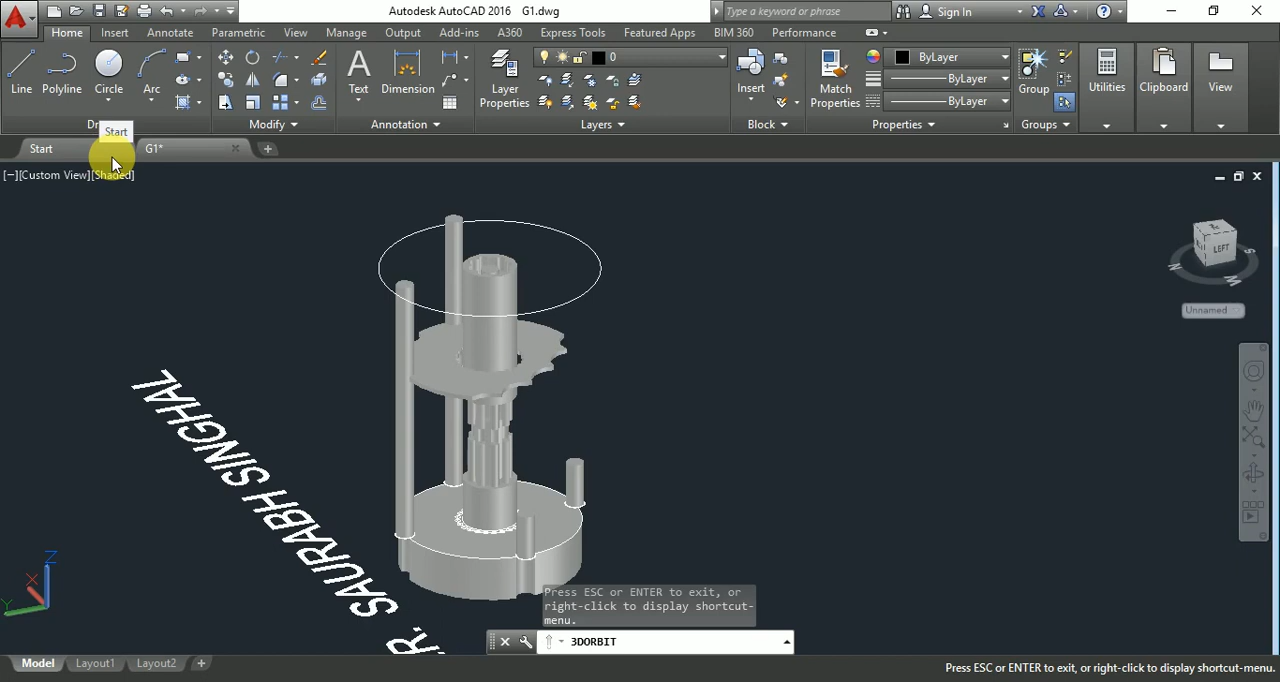 Autodesk AutoCAD 2016 G1.dwg
Type a keyword or phrase
Sign In
Home Insert Annotate Parametric View Manage Output Add-ins A360 Express Tools Featured Apps BIM 360 Performance
Line Polyline Circle Arc
Text Dimension
Layer Properties
0
Insert
Match Properties
ByLayer
ByLayer
ByLayer
Group
Utilities
Clipboard
View
Modify Annotation Layers Block Properties Groups
Start
Start G1*
[−][Custom View][Shaded]
LEFT
N
S
Unnamed
R. SAURABH SINGHAL
Z
X
Y
Press ESC or ENTER to exit, or
right-click to display shortcut-
menu.
3DORBIT
Model Layout1 Layout2
Press ESC or ENTER to exit, or right-click to display shortcut-menu.